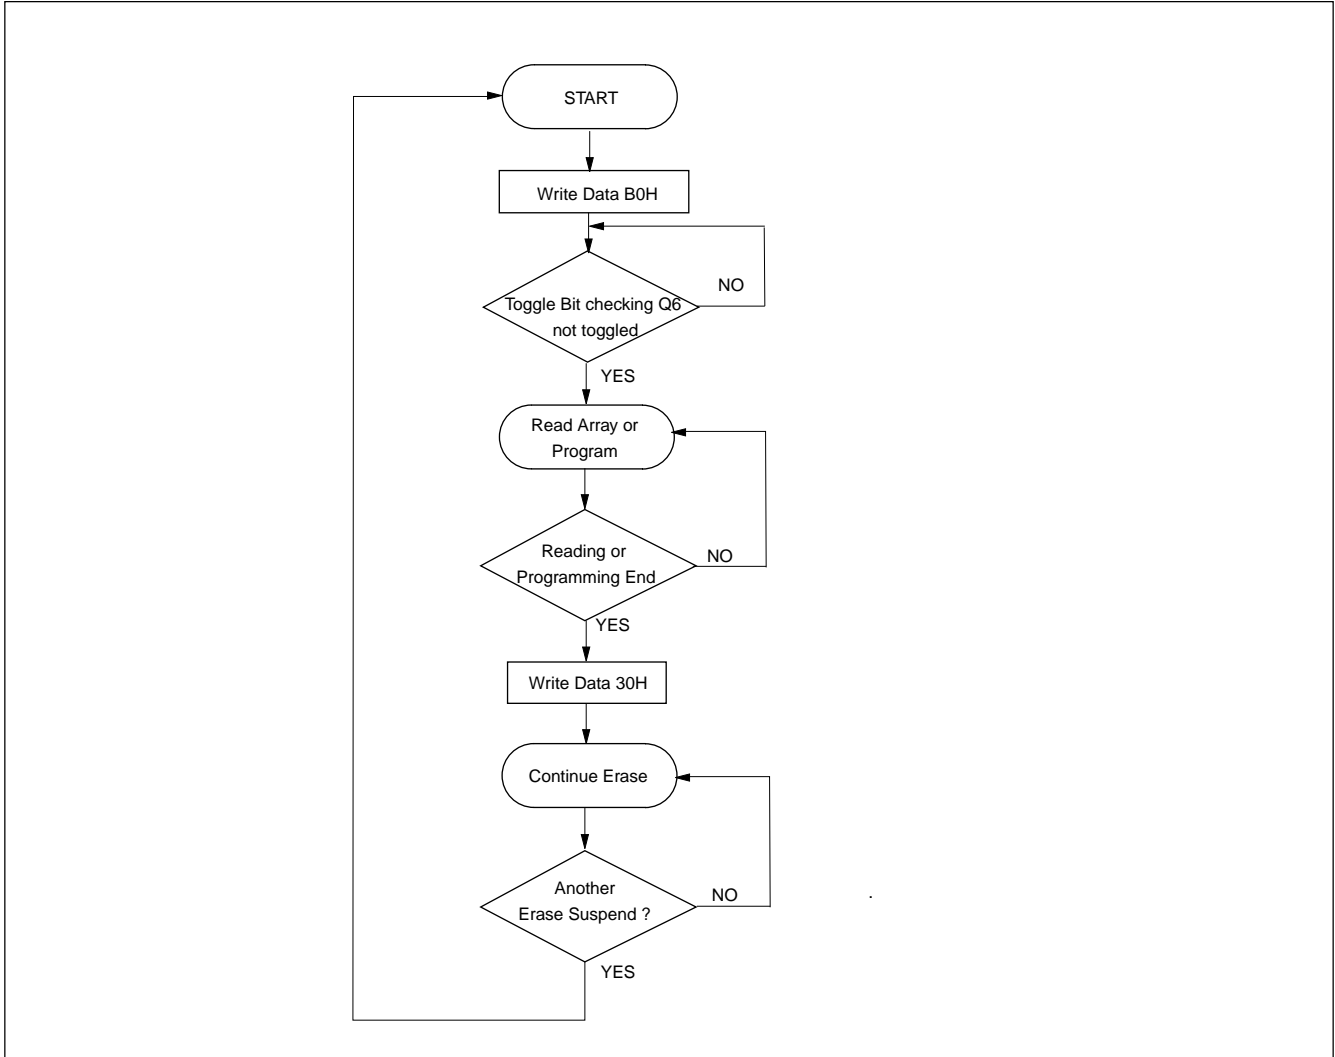 START
Write Data B0H
NO
Toggle Bit checking Q6
not toggled
YES
Read Array or
Program
Reading or
NO
Programming End
YES
Write Data 30H
Continue Erase
Another
NO
Erase Suspend ?
YES
.